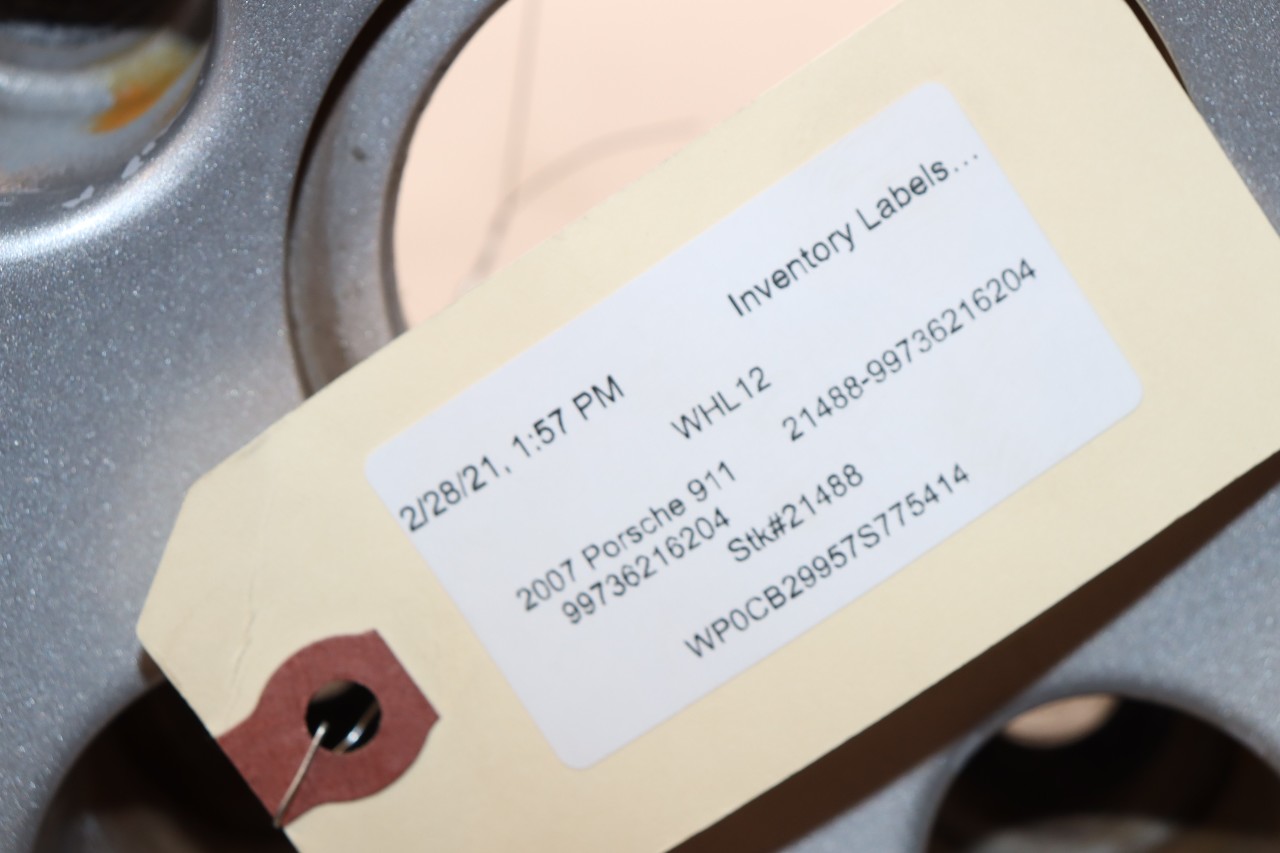 2/28/21, 1:57 PM
Inventory Labels...
WHL12
2007 Porsche 911
21488-99736216204
99736216204
Stk#21488
WP0CB29957S775414